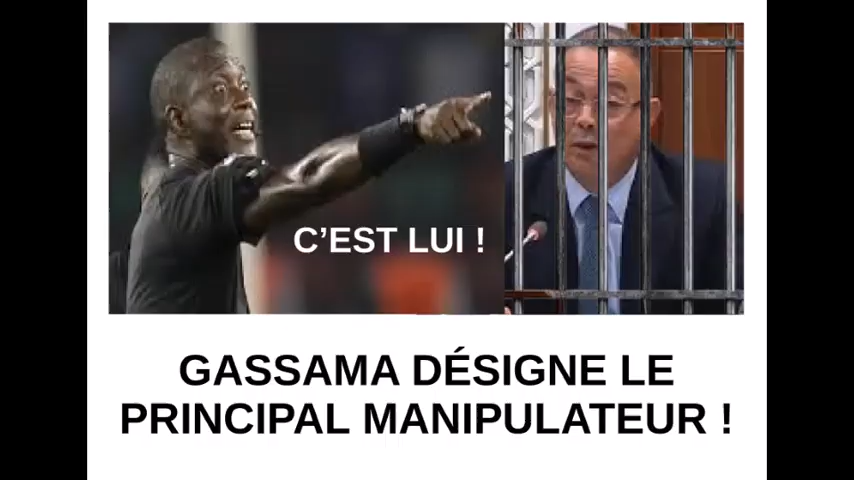 C’EST LUI !
GASSAMA DÉSIGNE LE
PRINCIPAL MANIPULATEUR !